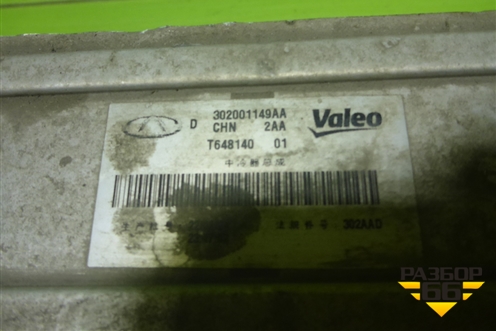 302001149AA
D CHN 2AA
Valeo
T648140 01
中冷器总成
302AAD
РАЗБОР
66